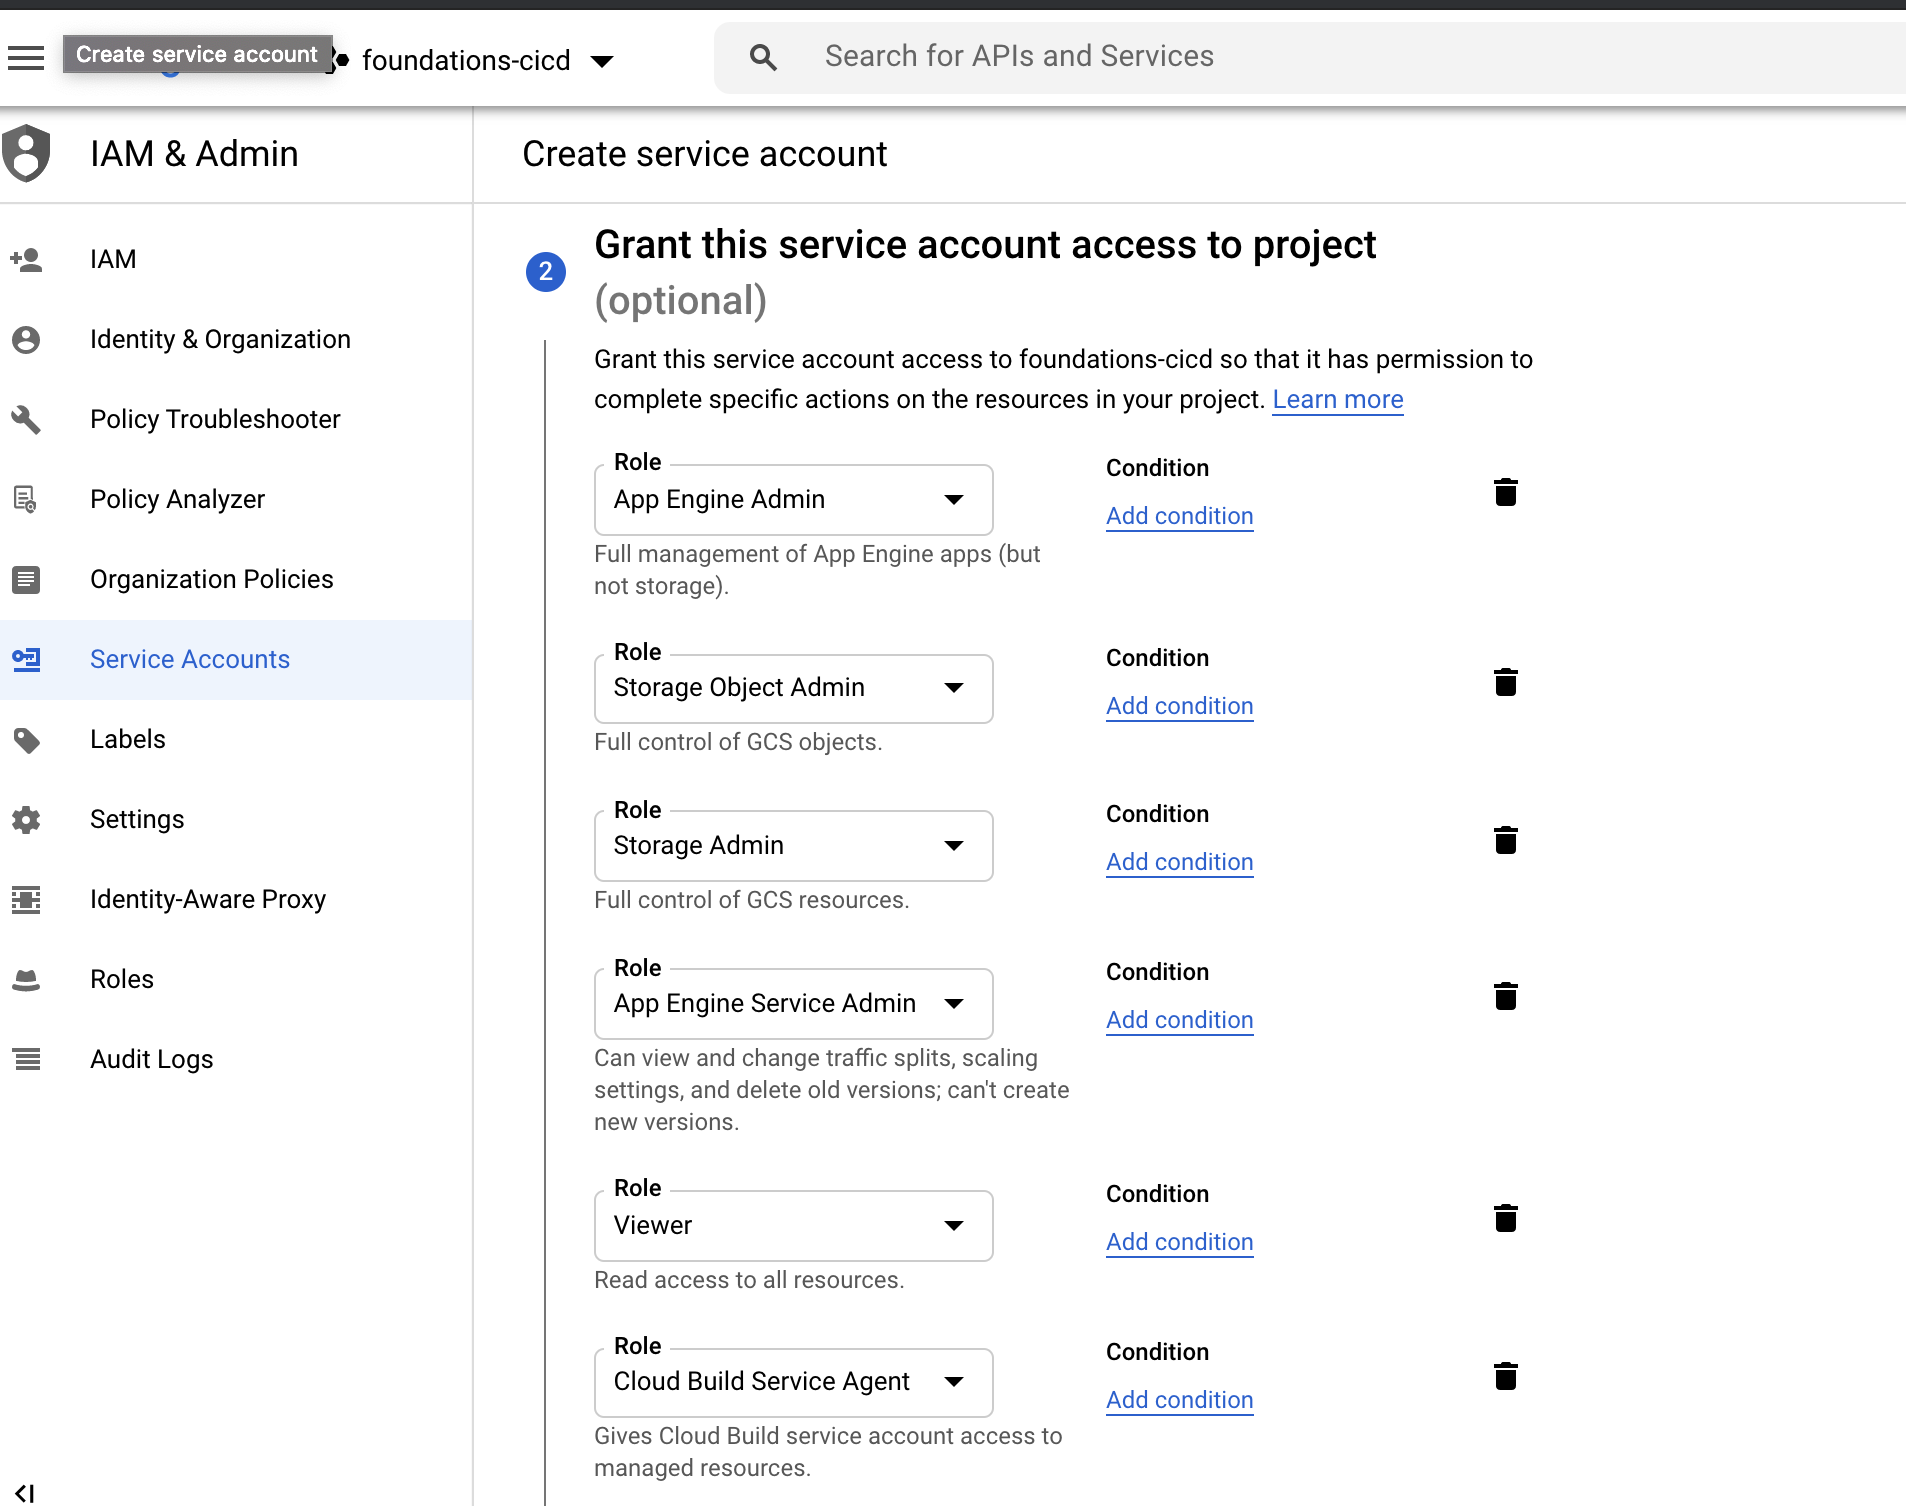 Create service account
foundations-cicd
Search for APIs and Services
IAM & Admin
Create service account
IAM
Identity & Organization
Policy Troubleshooter
Policy Analyzer
Organization Policies
Service Accounts
Labels
Settings
Identity-Aware Proxy
Roles
Audit Logs
2
Grant this service account access to project
(optional)
Grant this service account access to foundations-cicd so that it has permission to
complete specific actions on the resources in your project. Learn more
Role
App Engine Admin
Condition
Add condition
Full management of App Engine apps (but
not storage).
Role
Storage Object Admin
Condition
Add condition
Full control of GCS objects.
Role
Storage Admin
Condition
Add condition
Full control of GCS resources.
Role
App Engine Service Admin
Condition
Add condition
Can view and change traffic splits, scaling
settings, and delete old versions; can't create
new versions.
Role
Viewer
Condition
Add condition
Read access to all resources.
Role
Cloud Build Service Agent
Condition
Add condition
Gives Cloud Build service account access to
managed resources.